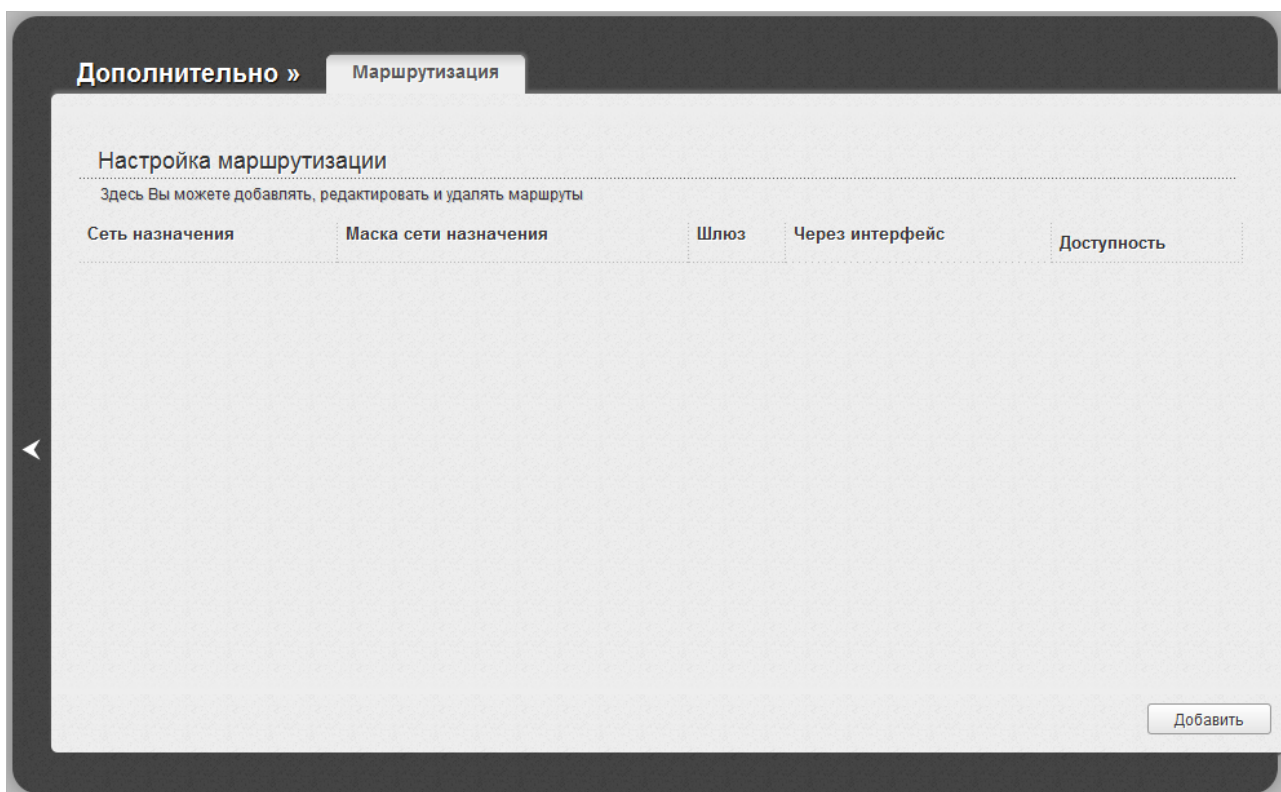 Дополнительно »
Маршрутизация
Настройка маршрутизации
Здесь Вы можете добавлять, редактировать и удалять маршруты
Сеть назначения Маска сети назначения Шлюз Через интерфейс Доступность
Добавить